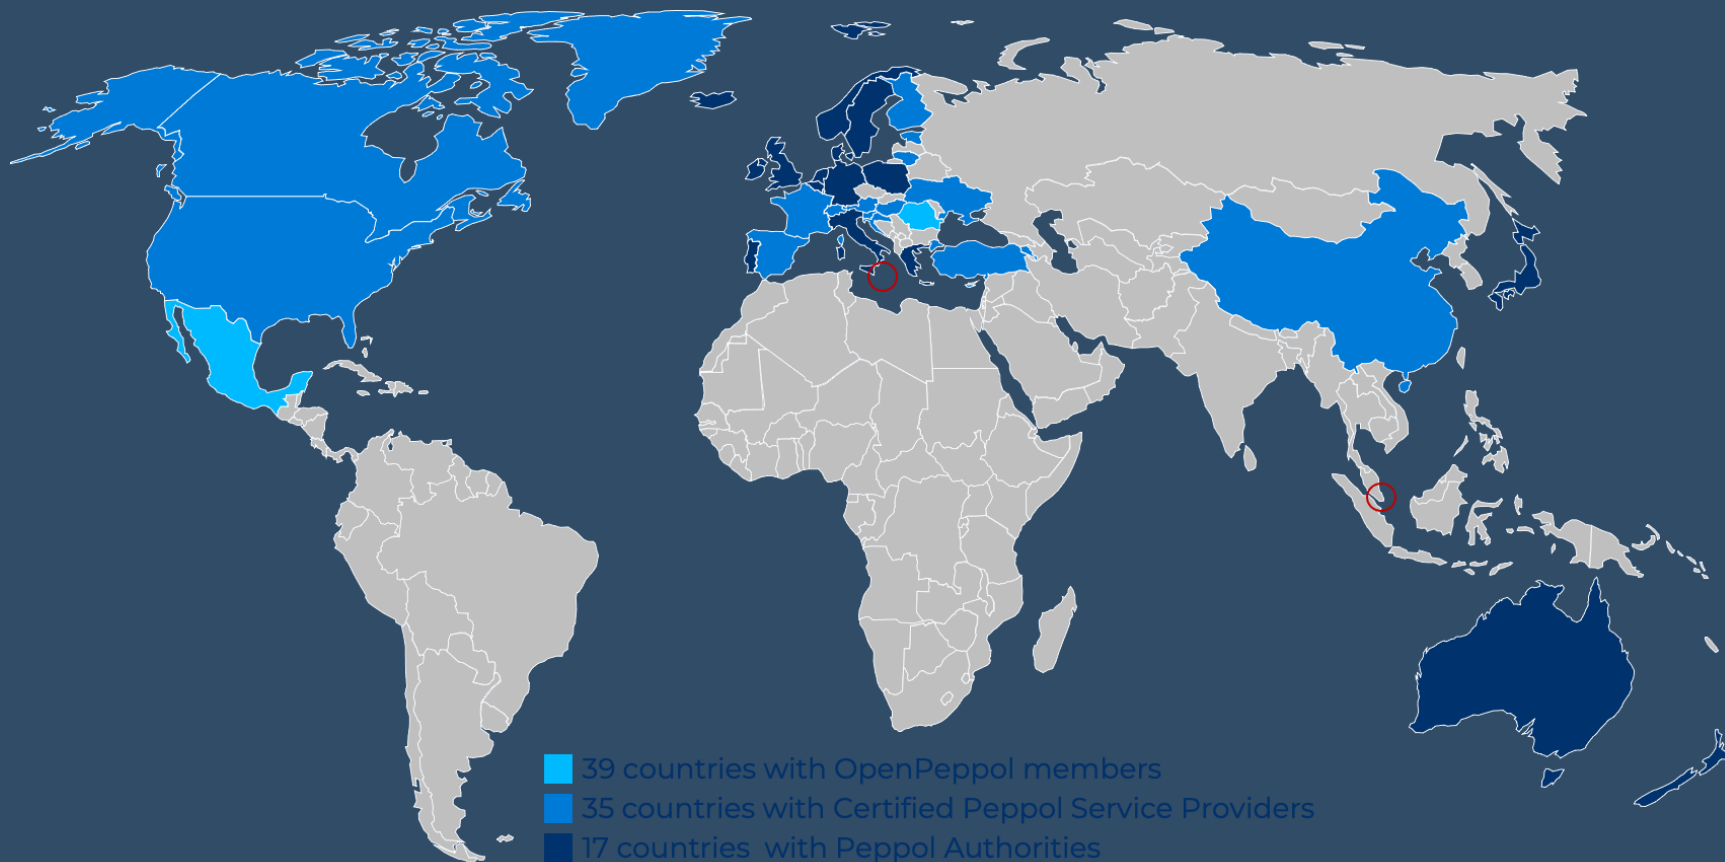 39 countries with OpenPeppol members
35 countries with Certified Peppol Service Providers
17 countries with Peppol Authorities